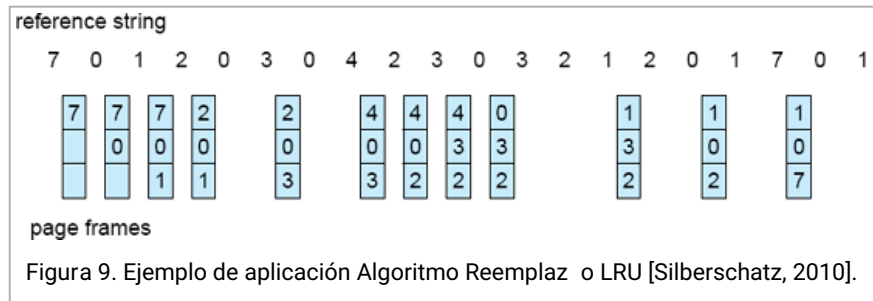 reference string
7 0 1 2 0 3 0 4 2 3 0 3 2 1 2 0 1 7 0 1
7 7 7 2 2 4 4 4 0 1 1 1
0 0 0 0 0 0 3 3 3 0 0
1 1 3 3 2 2 2 2 2 7
page frames
Figura 9. Ejemplo de aplicación Algoritmo Reemplaz o LRU [Silberschatz, 2010].